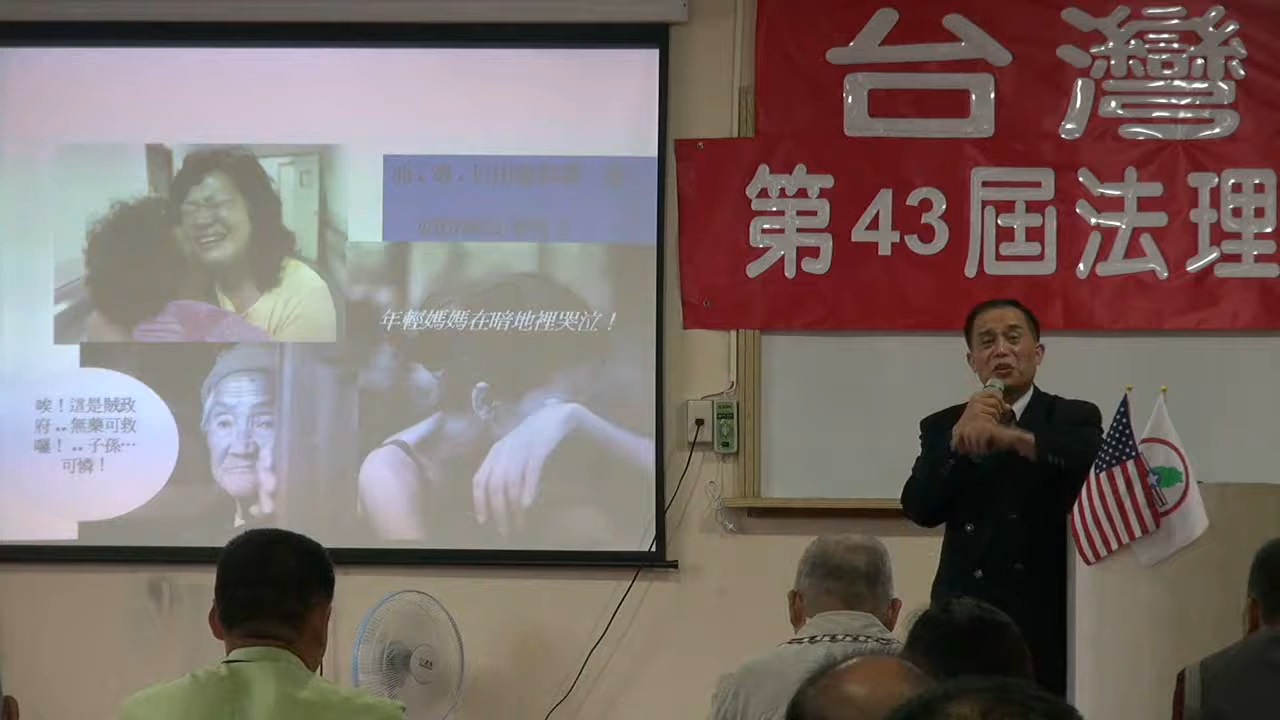 台灣
第43屆法理
年輕媽媽在暗地裡哭泣！
唉！這是賊政
府..無藥可救
囉！..子孫…
可憐！